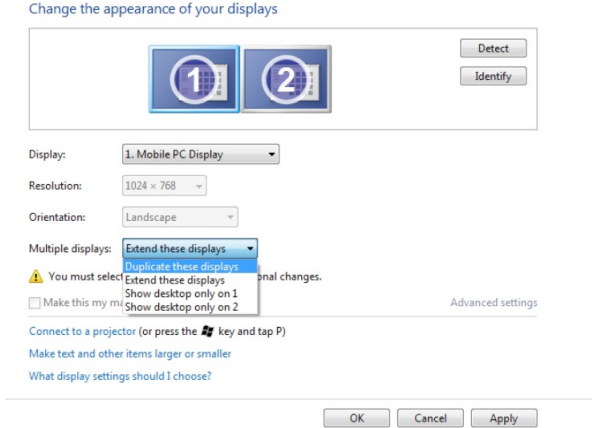 Change the appearance of your displays
1
2
Detect
Identify
Display:
1. Mobile PC Display
Resolution:
1024 × 768
Orientation:
Landscape
Multiple displays:
Extend these displays
Duplicate these displays
Extend these displays
Show desktop only on 1
Show desktop only on 2
You must selec
onal changes.
Make this my ma
Advanced settings
Connect to a projector (or press the key and tap P)
Make text and other items larger or smaller
What display settings should I choose?
OK
Cancel
Apply